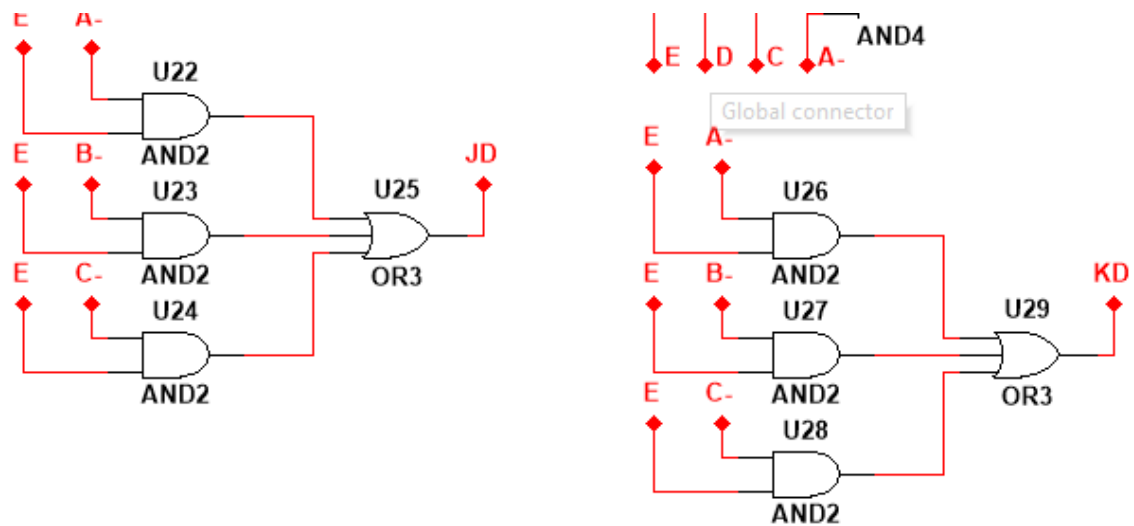 E A-
U22
AND2
E B-
U23
AND2
E C-
U24
AND2
U25
OR3
JD
AND4
E D C A-
Global connector
E A-
U26
AND2
E B-
U27
AND2
E C-
U28
AND2
U29
OR3
KD